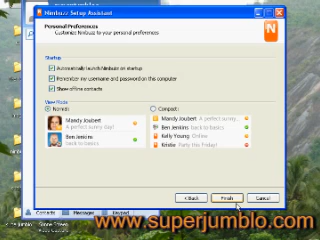 Nimbuzz Setup Assistant
Personal Preferences
Customize Nimbuzz to your personal preferences
N
Startup
Automatically launch Nimbuzz on startup
Remember my username and password on this computer
Show offline contacts
View Mode
Normal:
Compact:
Mandy Joubert
A perfect sunny day!
Ben Jenkins
back to basics
Mandy Joubert A perfect sunny
Ben Jenkins back to basics
Kelly Young Online
Kristie Party this Friday!
< Back
Finish
Cancel
www.superjumblo.com
Contacts Messages Keypad